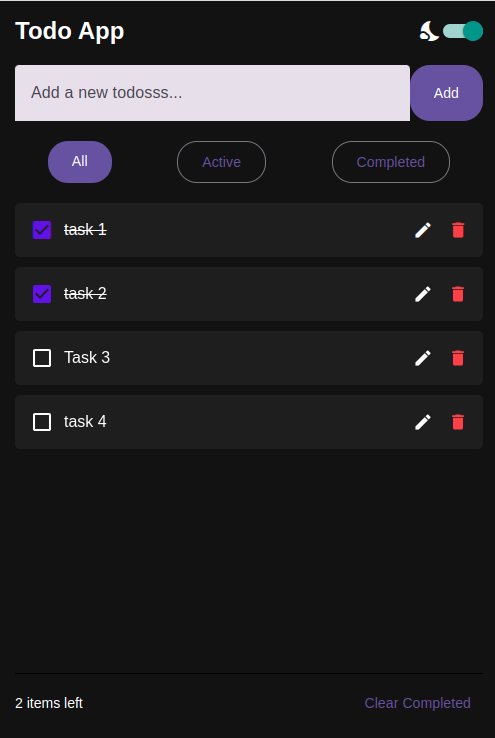 Todo App
Add a new todosss...
Add
All
Active
Completed
task 1
task 2
Task 3
task 4
2 items left
Clear Completed